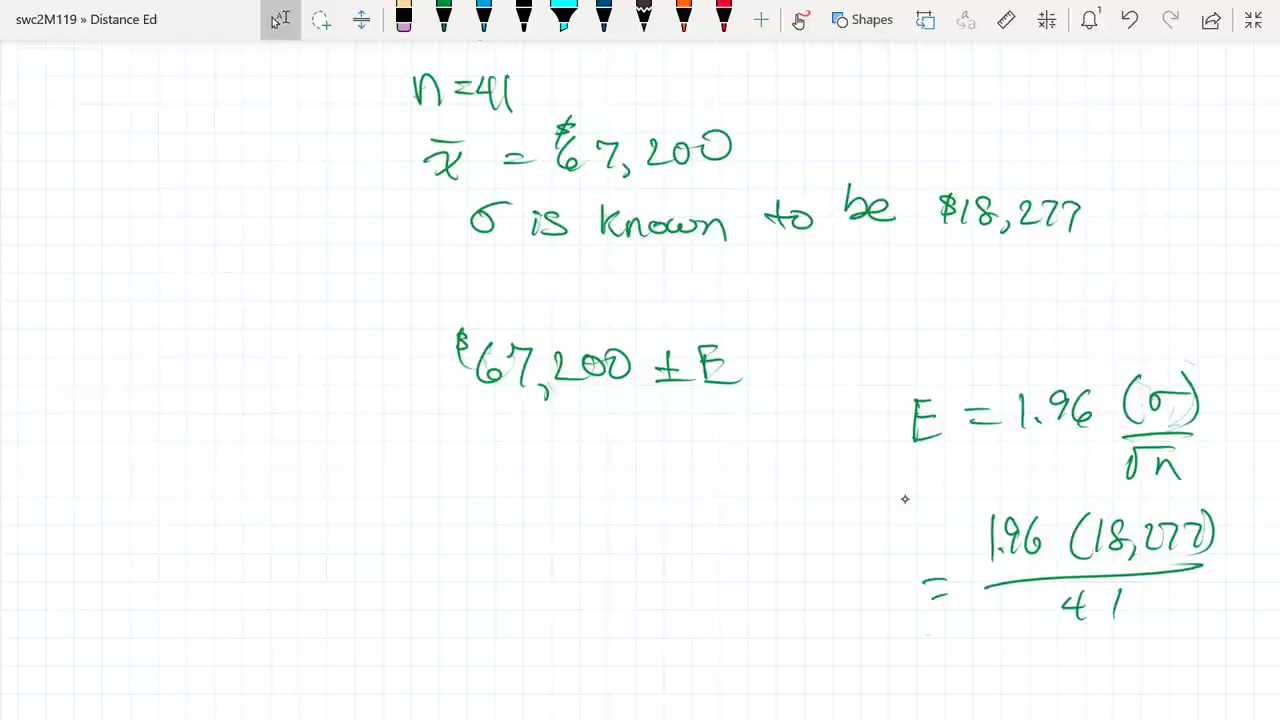 swc2M119 » Distance Ed
Shapes
n = 41
x̄ = $67,200
σ is known to be $18,277
$67,200 ± E
E = 1.96 (σ)
√n
= 1.96 (18,277)
41